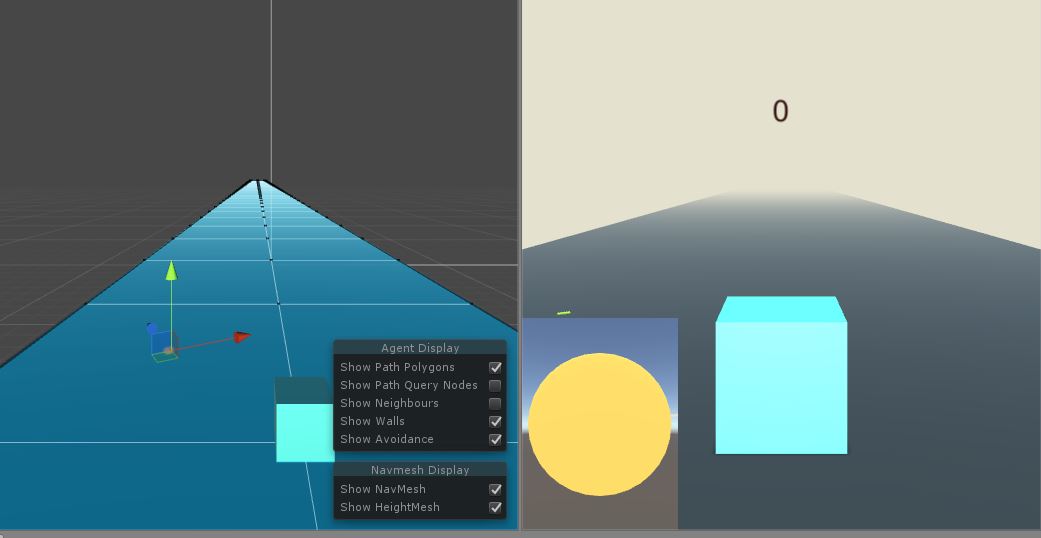 0
Agent Display
Show Path Polygons
Show Path Query Nodes
Show Neighbours
Show Walls
Show Avoidance
Navmesh Display
Show NavMesh
Show HeightMesh